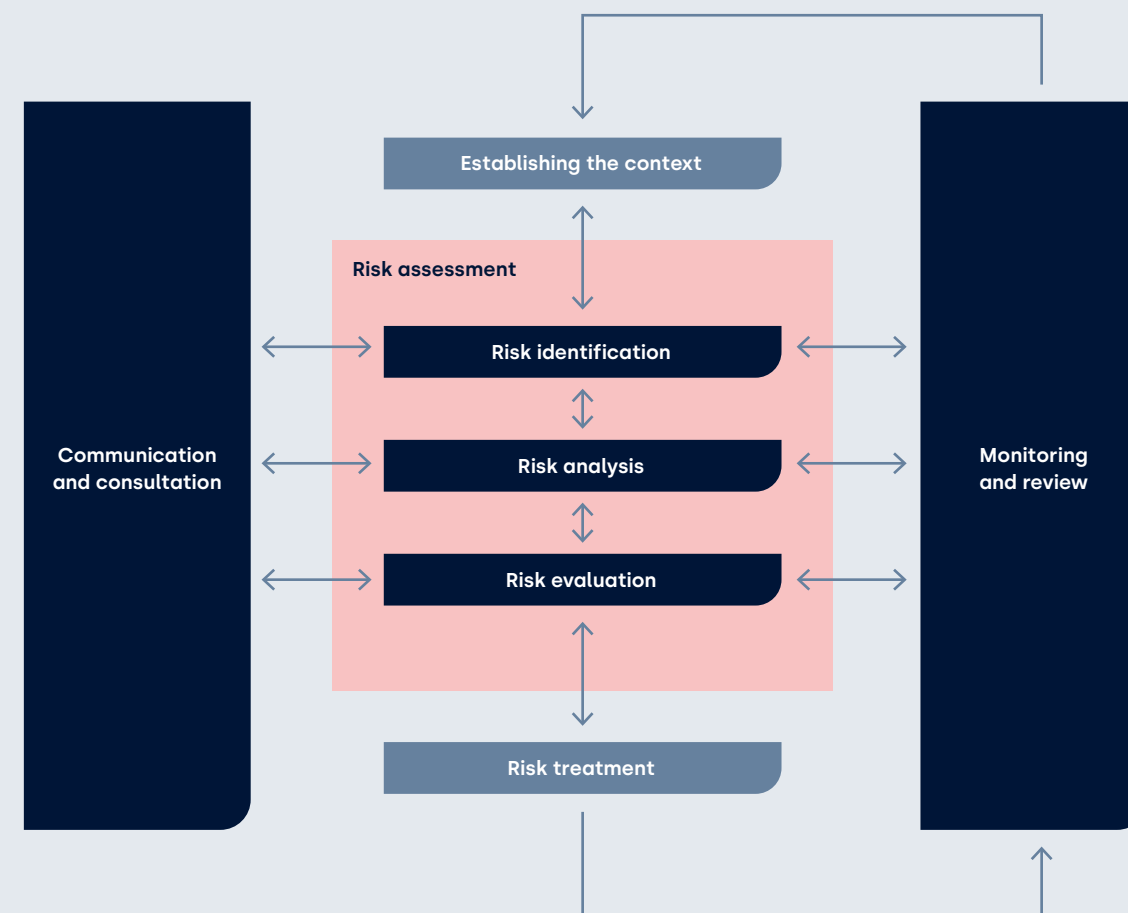 Establishing the context
Risk assessment
Risk identification
Communication
and consultation
Risk analysis
Monitoring
and review
Risk evaluation
Risk treatment